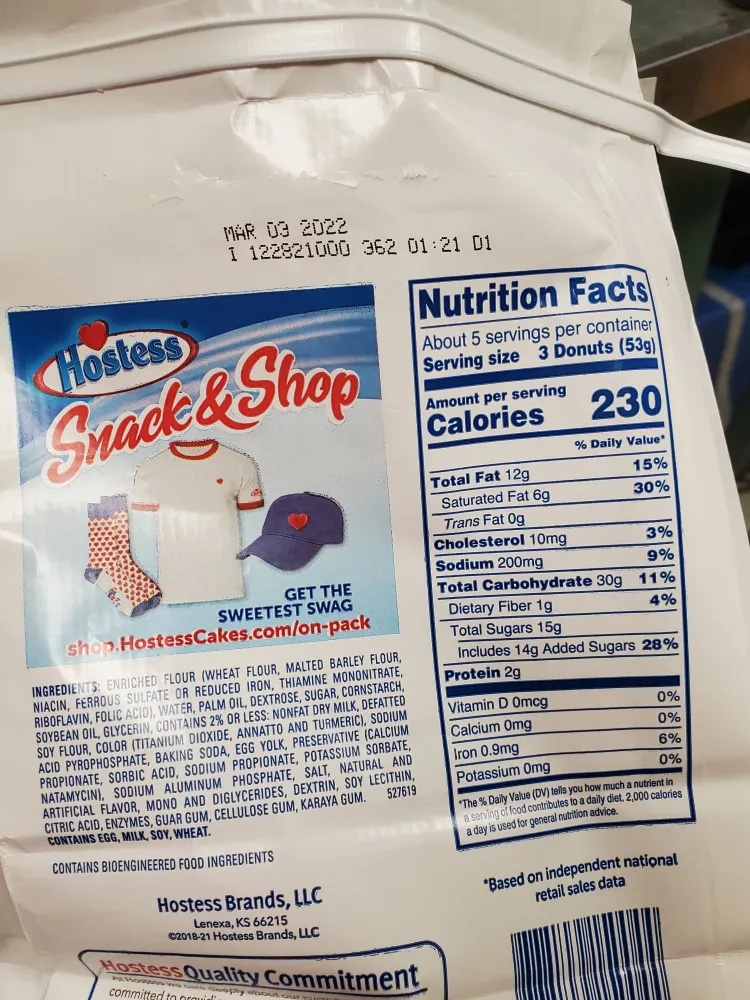 MAR 03 2022
I 122821000 362 01:21 D1
Hostess®
Snack & Shop
GET THE
SWEETEST SWAG
shop.HostessCakes.com/on-pack
INGREDIENTS: ENRICHED FLOUR (WHEAT FLOUR, MALTED BARLEY FLOUR,
NIACIN, FERROUS SULFATE OR REDUCED IRON, THIAMINE MONONITRATE,
RIBOFLAVIN, FOLIC ACID), WATER, PALM OIL, DEXTROSE, SUGAR, CORNSTARCH,
SOYBEAN OIL, GLYCERIN, CONTAINS 2% OR LESS: NONFAT DRY MILK, DEFATTED
SOY FLOUR, COLOR (TITANIUM DIOXIDE, ANNATTO AND TURMERIC), SODIUM
ACID PYROPHOSPHATE, BAKING SODA, EGG YOLK, PRESERVATIVE (CALCIUM
PROPIONATE, SORBIC ACID, SODIUM PROPIONATE, POTASSIUM SORBATE,
NATAMYCIN), SODIUM ALUMINUM PHOSPHATE, SALT, NATURAL AND
ARTIFICIAL FLAVOR, MONO AND DIGLYCERIDES, DEXTRIN, SOY LECITHIN,
CITRIC ACID, ENZYMES, GUAR GUM, CELLULOSE GUM, KARAYA GUM. 527619
CONTAINS EGG, MILK, SOY, WHEAT.
CONTAINS BIOENGINEERED FOOD INGREDIENTS
Hostess Brands, LLC
Lenexa, KS 66215
©2018-21 Hostess Brands, LLC
Hostess Quality Commitment
At Hostess we care deeply about our
committed to
Nutrition Facts
About 5 servings per container
Serving size 3 Donuts (53g)
Amount per serving
Calories 230
% Daily Value*
Total Fat 12g 15%
Saturated Fat 6g 30%
Trans Fat 0g
Cholesterol 10mg 3%
Sodium 200mg 9%
Total Carbohydrate 30g 11%
Dietary Fiber 1g 4%
Total Sugars 15g
Includes 14g Added Sugars 28%
Protein 2g
Vitamin D 0mcg 0%
Calcium 0mg 0%
Iron 0.9mg 6%
Potassium 0mg 0%
*The % Daily Value (DV) tells you how much a nutrient in
a serving of food contributes to a daily diet. 2,000 calories
a day is used for general nutrition advice.
*Based on independent national
retail sales data